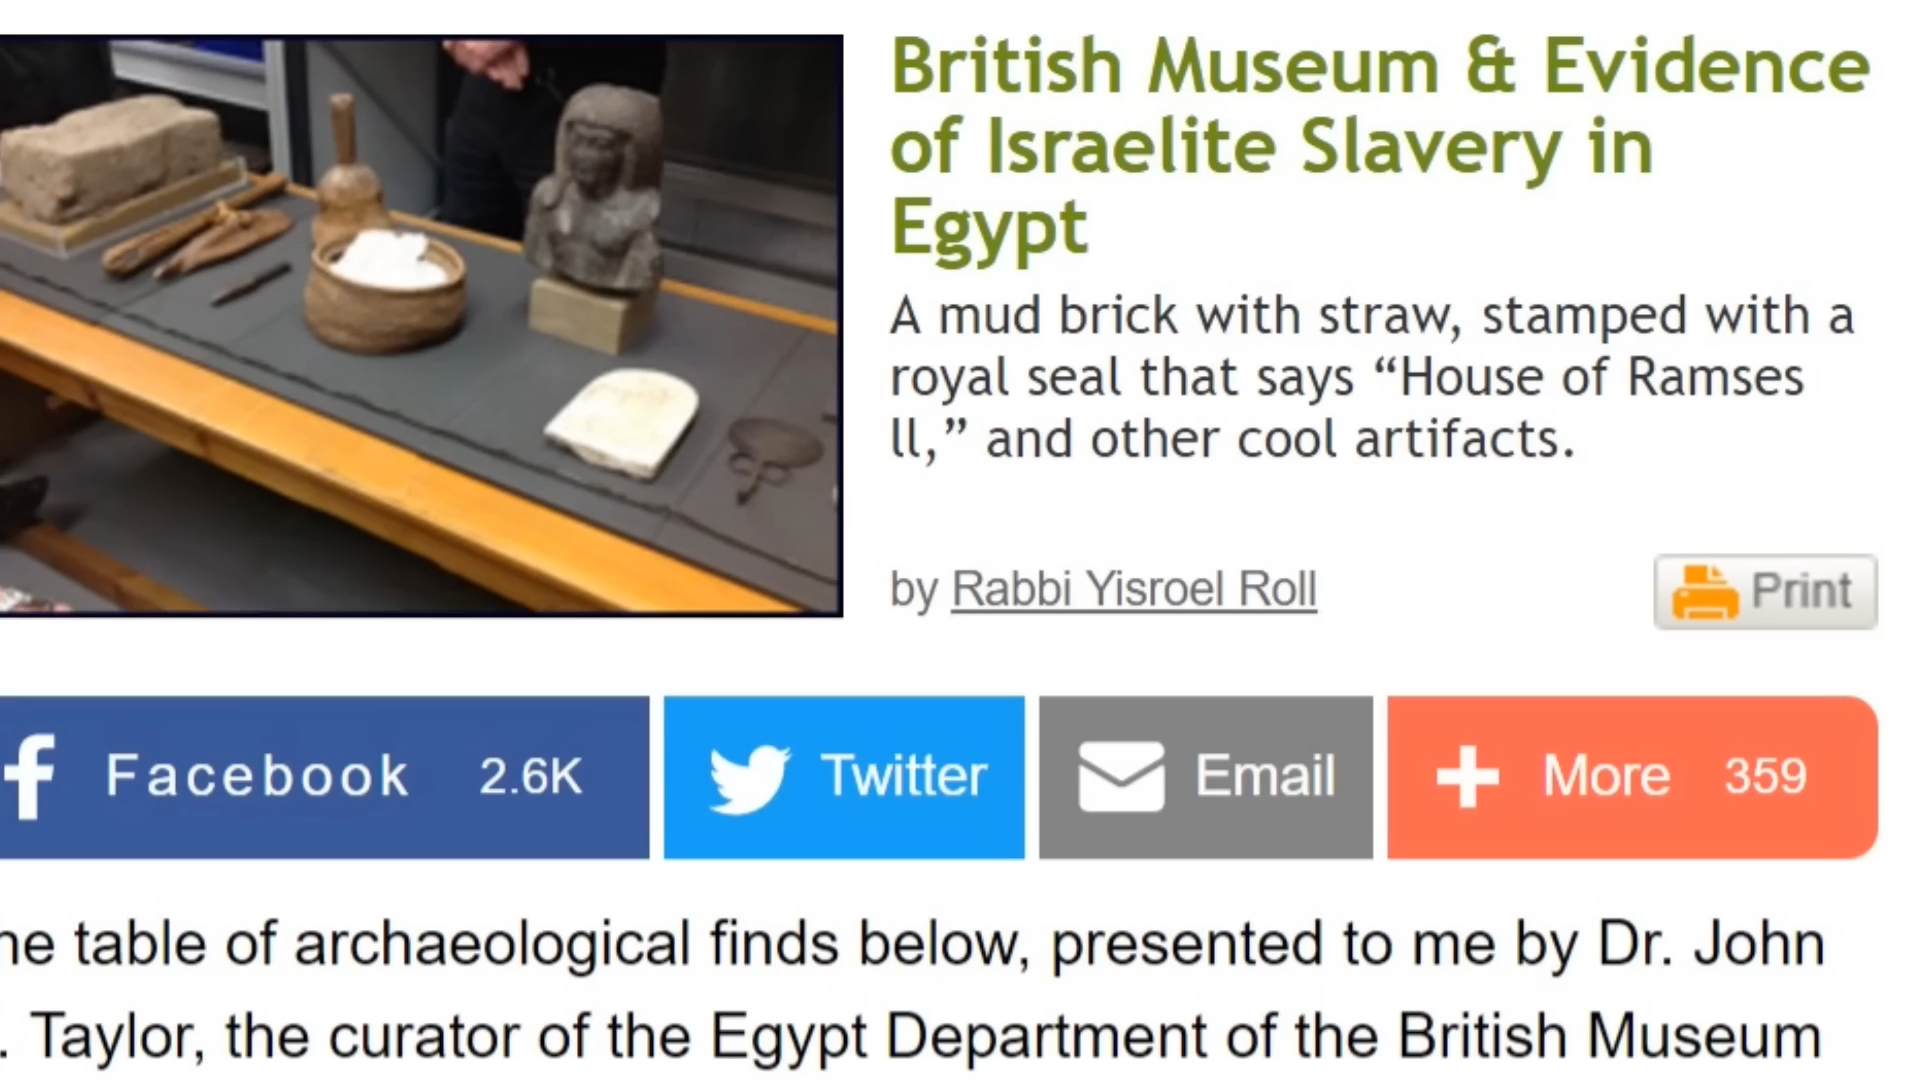 British Museum & Evidence
of Israelite Slavery in
Egypt
A mud brick with straw, stamped with a
royal seal that says “House of Ramses
ll,” and other cool artifacts.
by Rabbi Yisroel Roll
Print
Facebook 2.6K
Twitter
Email
More 359
he table of archaeological finds below, presented to me by Dr. John
. Taylor, the curator of the Egypt Department of the British Museum